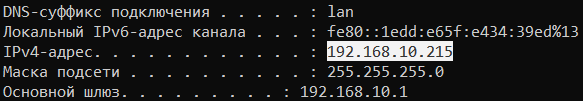 DNS-суффикс подключения . . . . . : lan
Локальный IPv6-адрес канала . . . : fe80::1edd:e65f:e434:39ed%13
IPv4-адрес. . . . . . . . . . . . : 192.168.10.215
Маска подсети . . . . . . . . . . : 255.255.255.0
Основной шлюз. . . . . . . . . : 192.168.10.1